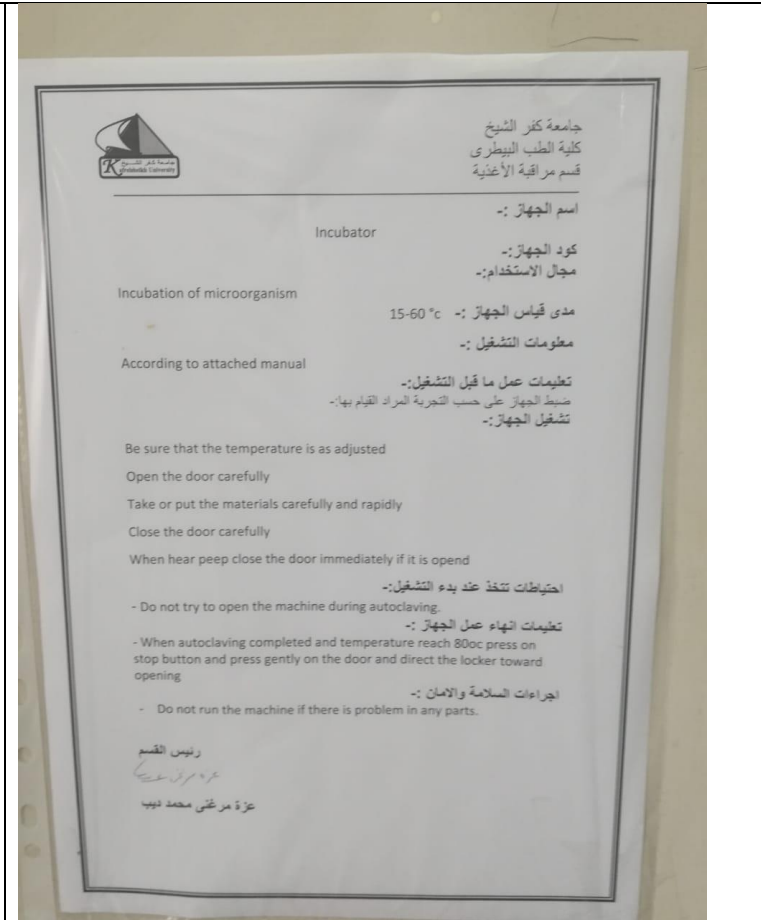 جامعة كفر الشيخ
كلية الطب البيطرى
قسم مراقبة الأغذية
جامعة كفر الشيخ
Kafrelsheikh University
اسم الجهاز :-
Incubator
كود الجهاز:-
مجال الاستخدام:-
Incubation of microorganism
مدى قياس الجهاز :- 15-60 °c
معلومات التشغيل :-
According to attached manual
تعليمات عمل ما قبل التشغيل:-
ضبط الجهاز على حسب التجربة المراد القيام بها:-
تشغيل الجهاز:-
Be sure that the temperature is as adjusted
Open the door carefully
Take or put the materials carefully and rapidly
Close the door carefully
When hear peep close the door immediately if it is opend
احتياطات تتخذ عند بدء التشغيل:-
- Do not try to open the machine during autoclaving.
تعليمات انهاء عمل الجهاز :-
- When autoclaving completed and temperature reach 80oc press on
stop button and press gently on the door and direct the locker toward
opening
اجراءات السلامة والامان :-
- Do not run the machine if there is problem in any parts.
رئيس القسم
عزة مرغنى محمد ديب